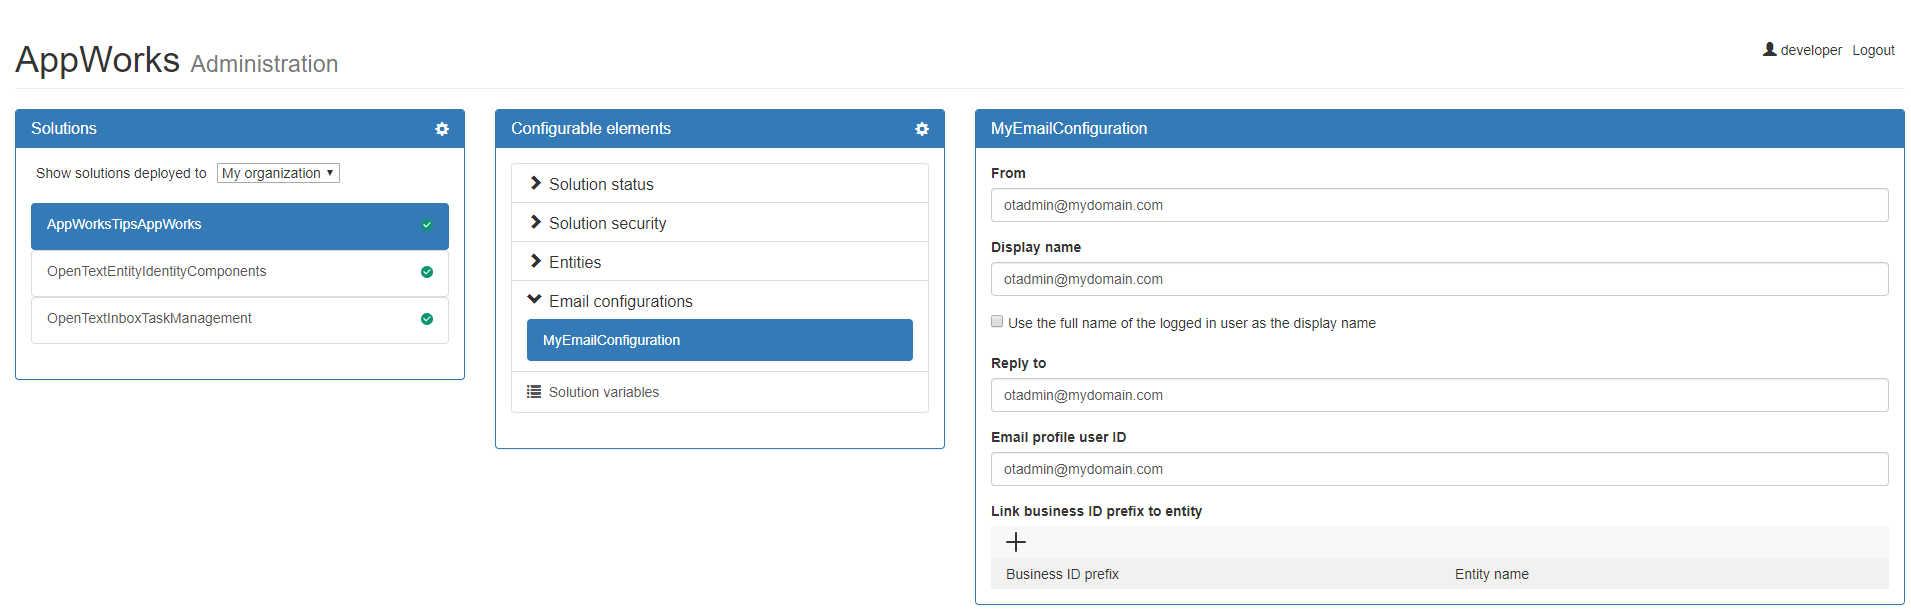 AppWorks Administration
developer Logout
Solutions
Show solutions deployed to My organization
AppWorksTipsAppWorks
OpenTextEntityIdentityComponents
OpenTextInboxTaskManagement
Configurable elements
Solution status
Solution security
Entities
Email configurations
MyEmailConfiguration
Solution variables
MyEmailConfiguration
From
otadmin@mydomain.com
Display name
otadmin@mydomain.com
Use the full name of the logged in user as the display name
Reply to
otadmin@mydomain.com
Email profile user ID
otadmin@mydomain.com
Link business ID prefix to entity
Business ID prefix Entity name